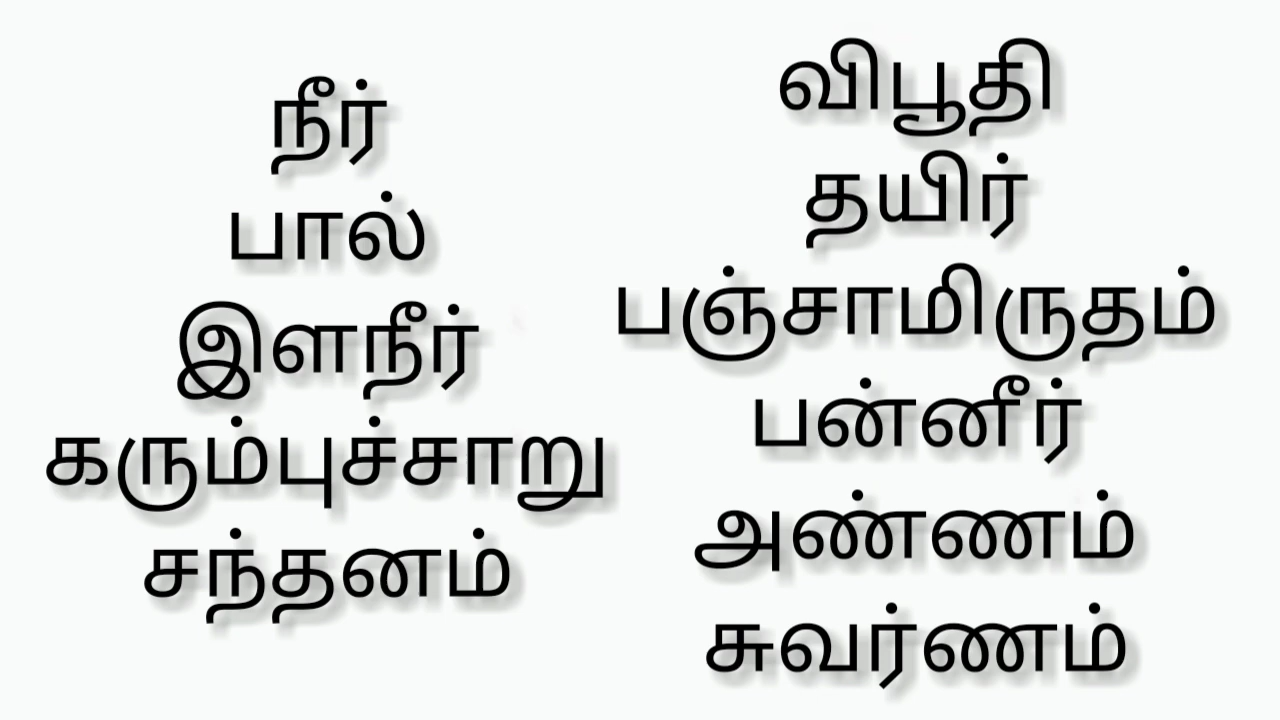 நீர்
பால்
இளநீர்
கரும்புச்சாறு
சந்தனம்
விபூதி
தயிர்
பஞ்சாமிருதம்
பன்னீர்
அண்ணம்
சுவர்ணம்